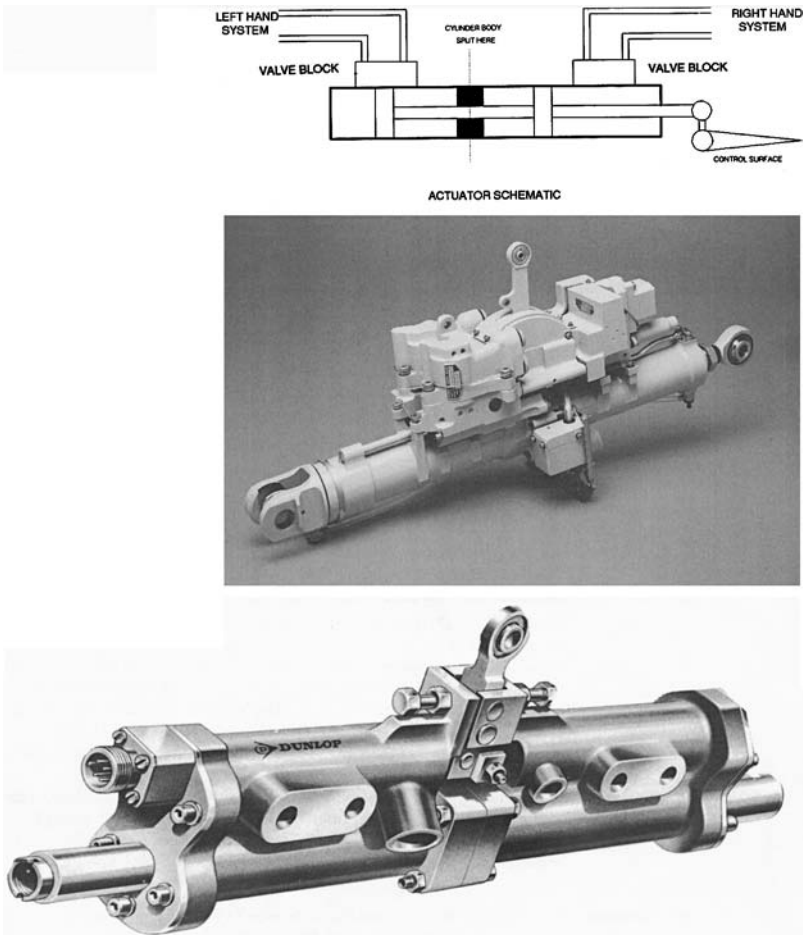 LEFT HAND
SYSTEM
CYLINDER BODY
SPLIT HERE
RIGHT HAND
SYSTEM
VALVE BLOCK
VALVE BLOCK
CONTROL SURFACE
ACTUATOR SCHEMATIC
DUNLOP